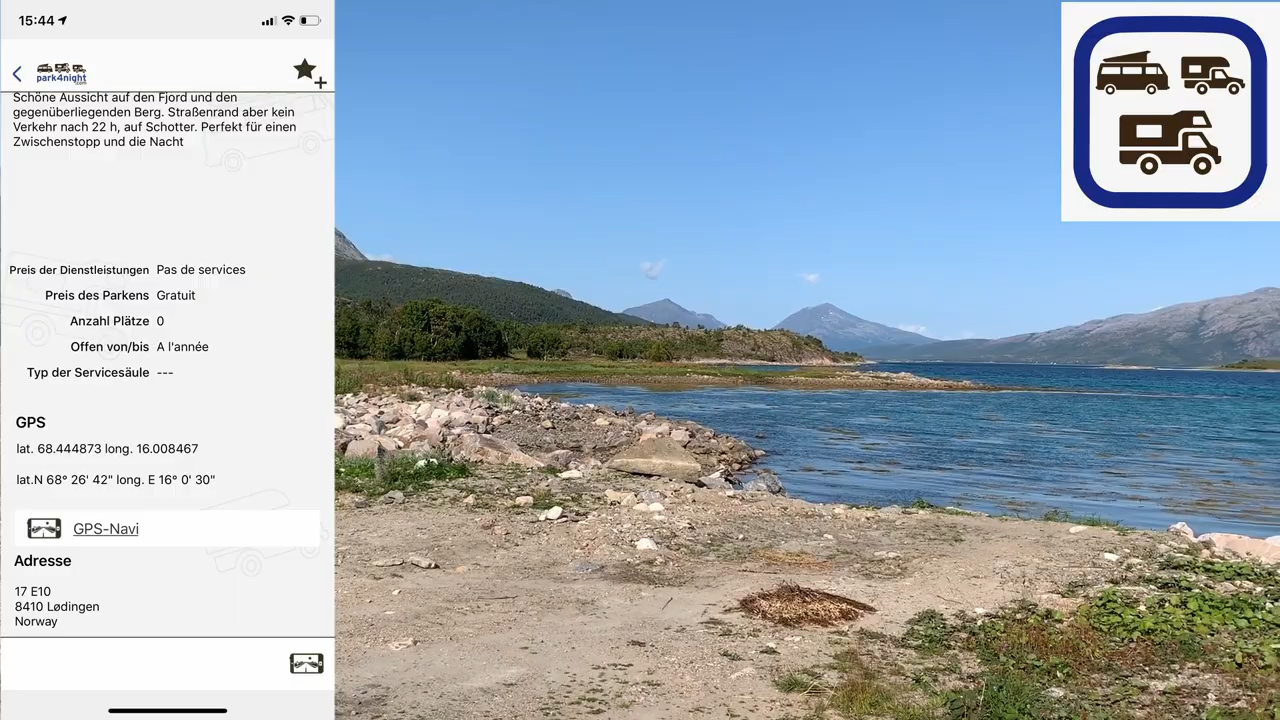 15:44
park4night
.com
Schöne Aussicht auf den Fjord und den
gegenüberliegenden Berg. Straßenrand aber kein
Verkehr nach 22 h, auf Schotter. Perfekt für einen
Zwischenstopp und die Nacht
Preis der Dienstleistungen Pas de services
Preis des Parkens Gratuit
Anzahl Plätze 0
Offen von/bis A l'année
Typ der Servicesäule ---
GPS
lat. 68.444873 long. 16.008467
lat.N 68° 26' 42" long. E 16° 0' 30"
GPS-Navi
Adresse
17 E10
8410 Lødingen
Norway